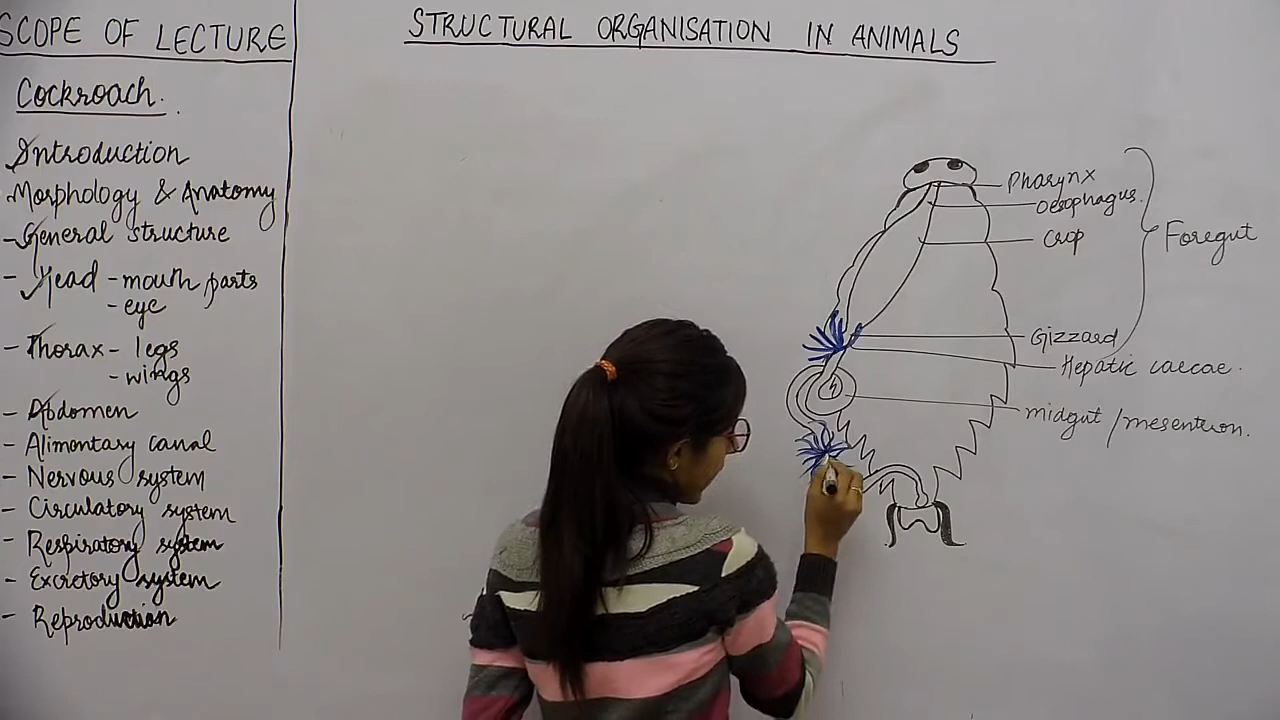 SCOPE OF LECTURE
Cockroach.
Introduction
Morphology & Anatomy
- General structure
- Head - mouth parts
- eye
- Thorax - legs
- wings
- Abdomen
- Alimentary canal
- Nervous system
- Circulatory system
- Respiratory system
- Excretory system
- Reproduction
STRUCTURAL ORGANISATION IN ANIMALS
Pharynx
Oesophagus.
Crop
Foregut
Gizzard
Hepatic caecae.
midgut / mesenteron.